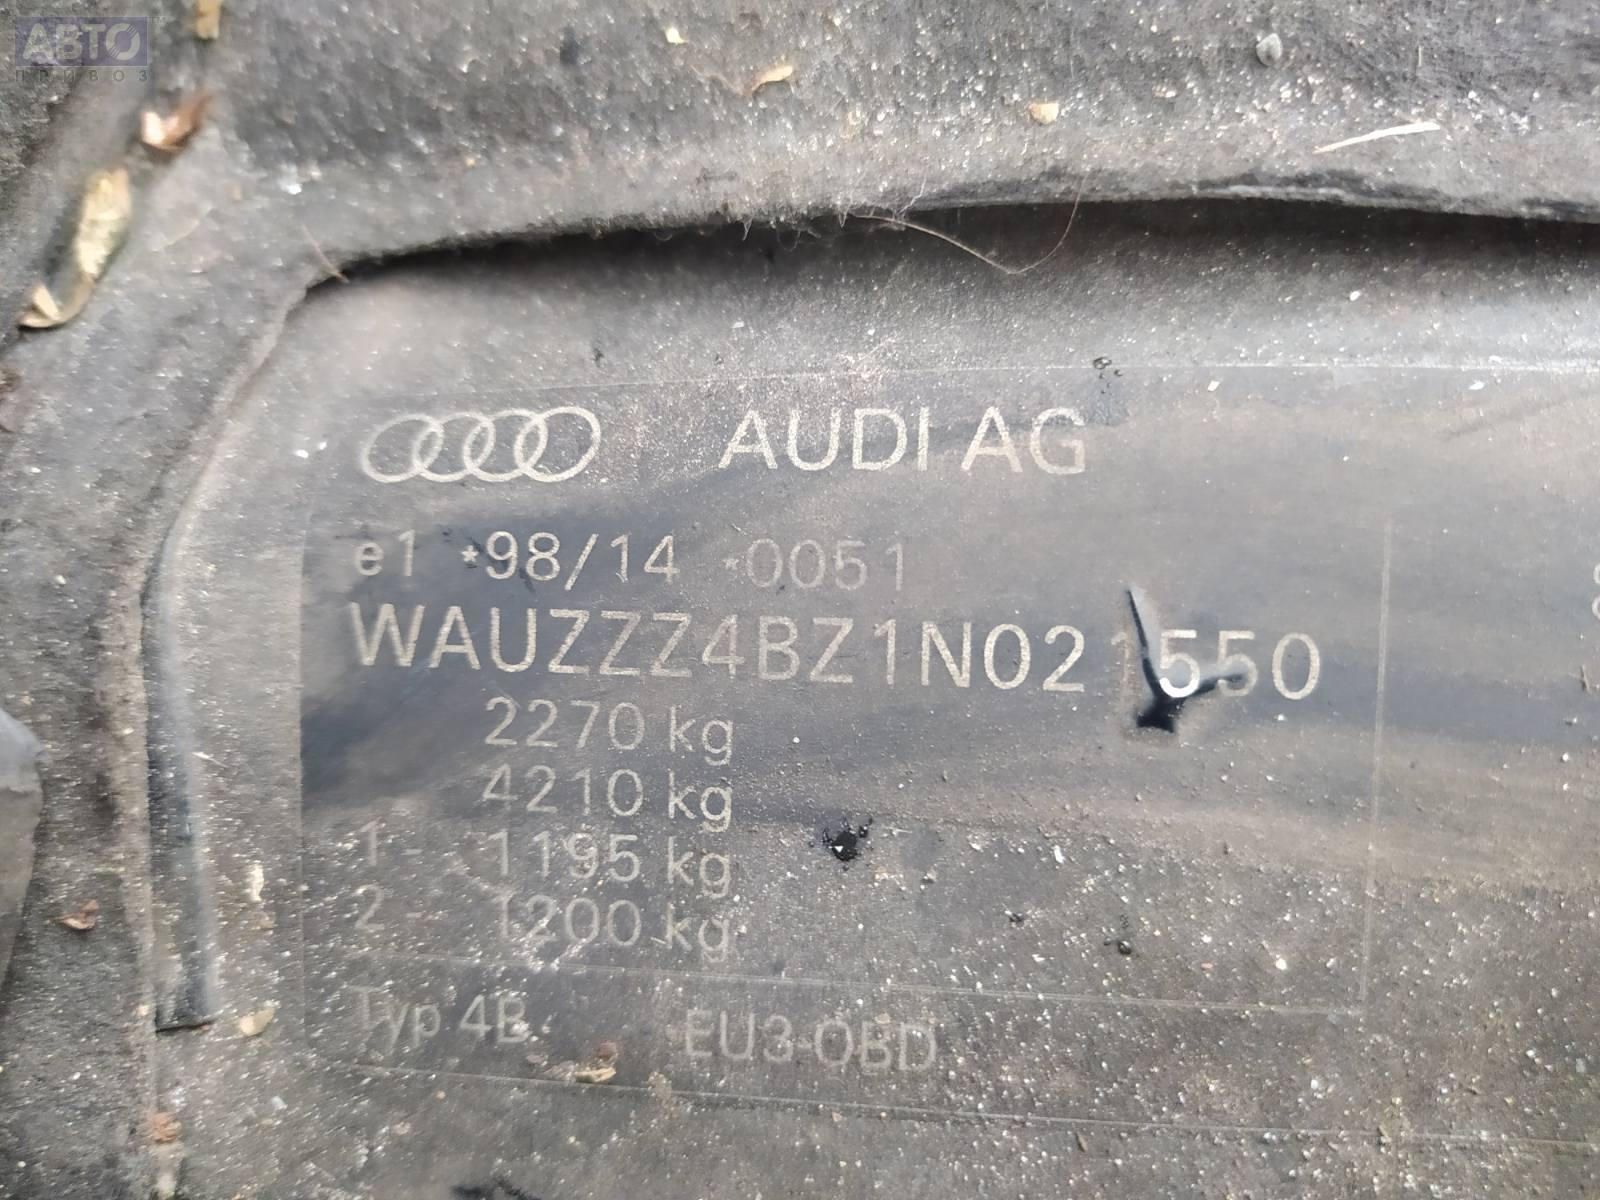 АВТО
ПРИВОЗ
AUDI AG
e1 *98/14 *0051
WAUZZZ4BZ1N021550
2270 kg
4210 kg
1 - 1195 kg
2 - 1200 kg
Typ 4B EU3-OBD